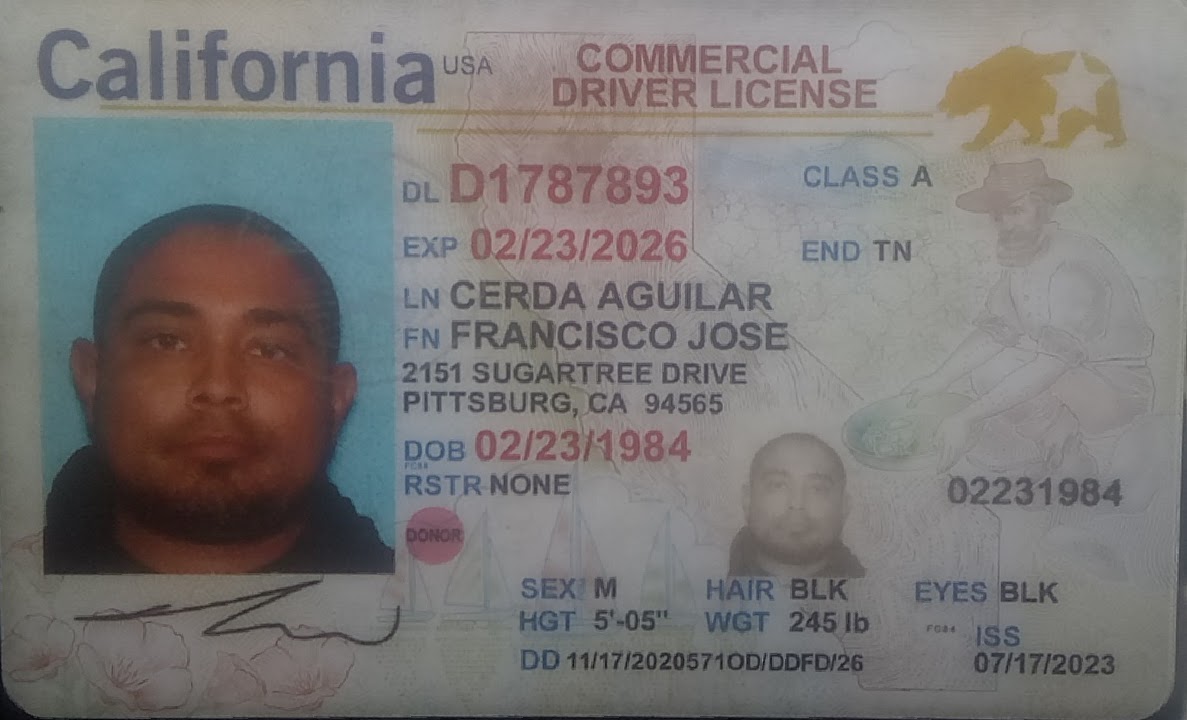 California USA
COMMERCIAL
DRIVER LICENSE
DL D1787893 CLASS A
EXP 02/23/2026 END TN
LN CERDA AGUILAR
FN FRANCISCO JOSE
2151 SUGARTREE DRIVE
PITTSBURG, CA 94565
DOB 02/23/1984
RSTR NONE
02231984
DONOR
SEX M HAIR BLK EYES BLK
HGT 5'-05" WGT 245 lb ISS
DD 11/17/2020571OD/DDFD/26 07/17/2023